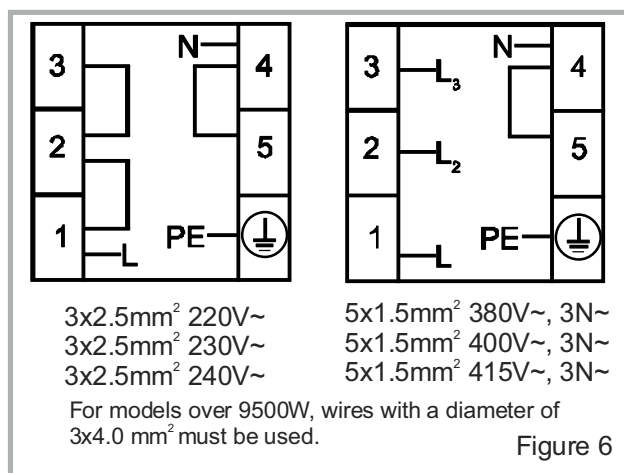 3
2
1
L
N
4
5
PE
3
L₃
2
L₂
1
L
N
4
5
PE
3x2.5mm² 220V~
3x2.5mm² 230V~
3x2.5mm² 240V~
5x1.5mm² 380V~, 3N~
5x1.5mm² 400V~, 3N~
5x1.5mm² 415V~, 3N~
For models over 9500W, wires with a diameter of
3x4.0 mm² must be used.
Figure 6